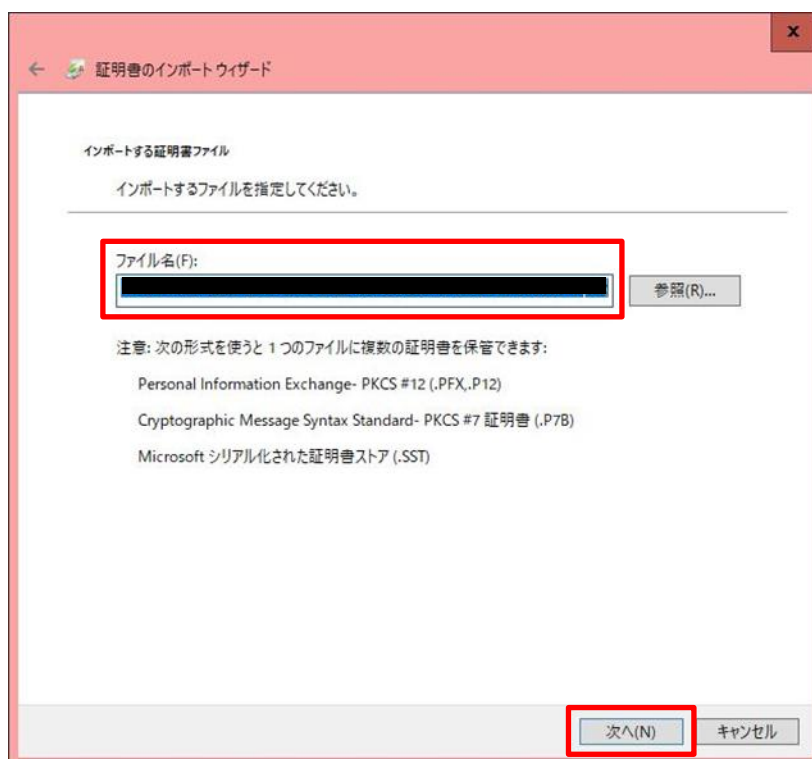 証明書のインポート ウィザード
インポートする証明書ファイル
インポートするファイルを指定してください。
ファイル名(F):
参照(R)...
注意: 次の形式を使うと 1 つのファイルに複数の証明書を保管できます:
Personal Information Exchange- PKCS #12 (.PFX,.P12)
Cryptographic Message Syntax Standard- PKCS #7 証明書 (.P7B)
Microsoft シリアル化された証明書ストア (.SST)
次へ(N)
キャンセル